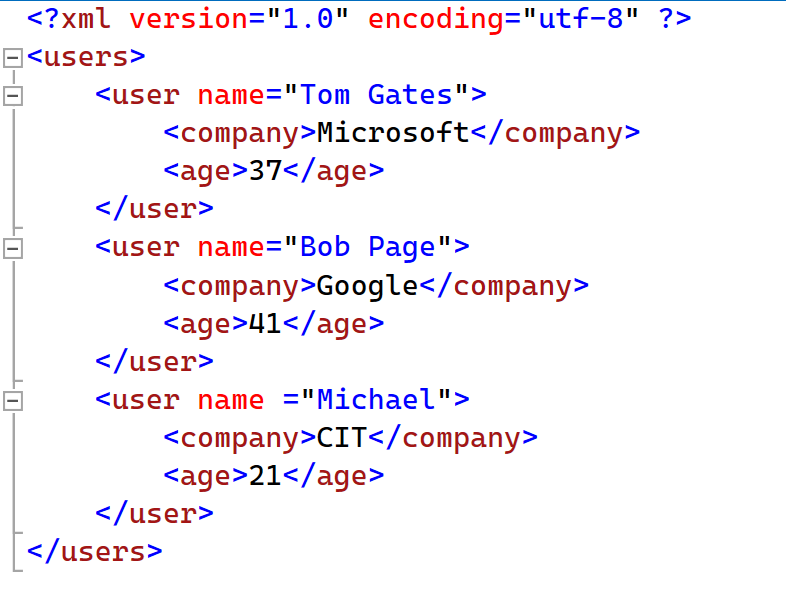 <?xml version="1.0" encoding="utf-8" ?>
<users>
    <user name="Tom Gates">
        <company>Microsoft</company>
        <age>37</age>
    </user>
    <user name="Bob Page">
        <company>Google</company>
        <age>41</age>
    </user>
    <user name ="Michael">
        <company>CIT</company>
        <age>21</age>
    </user>
</users>